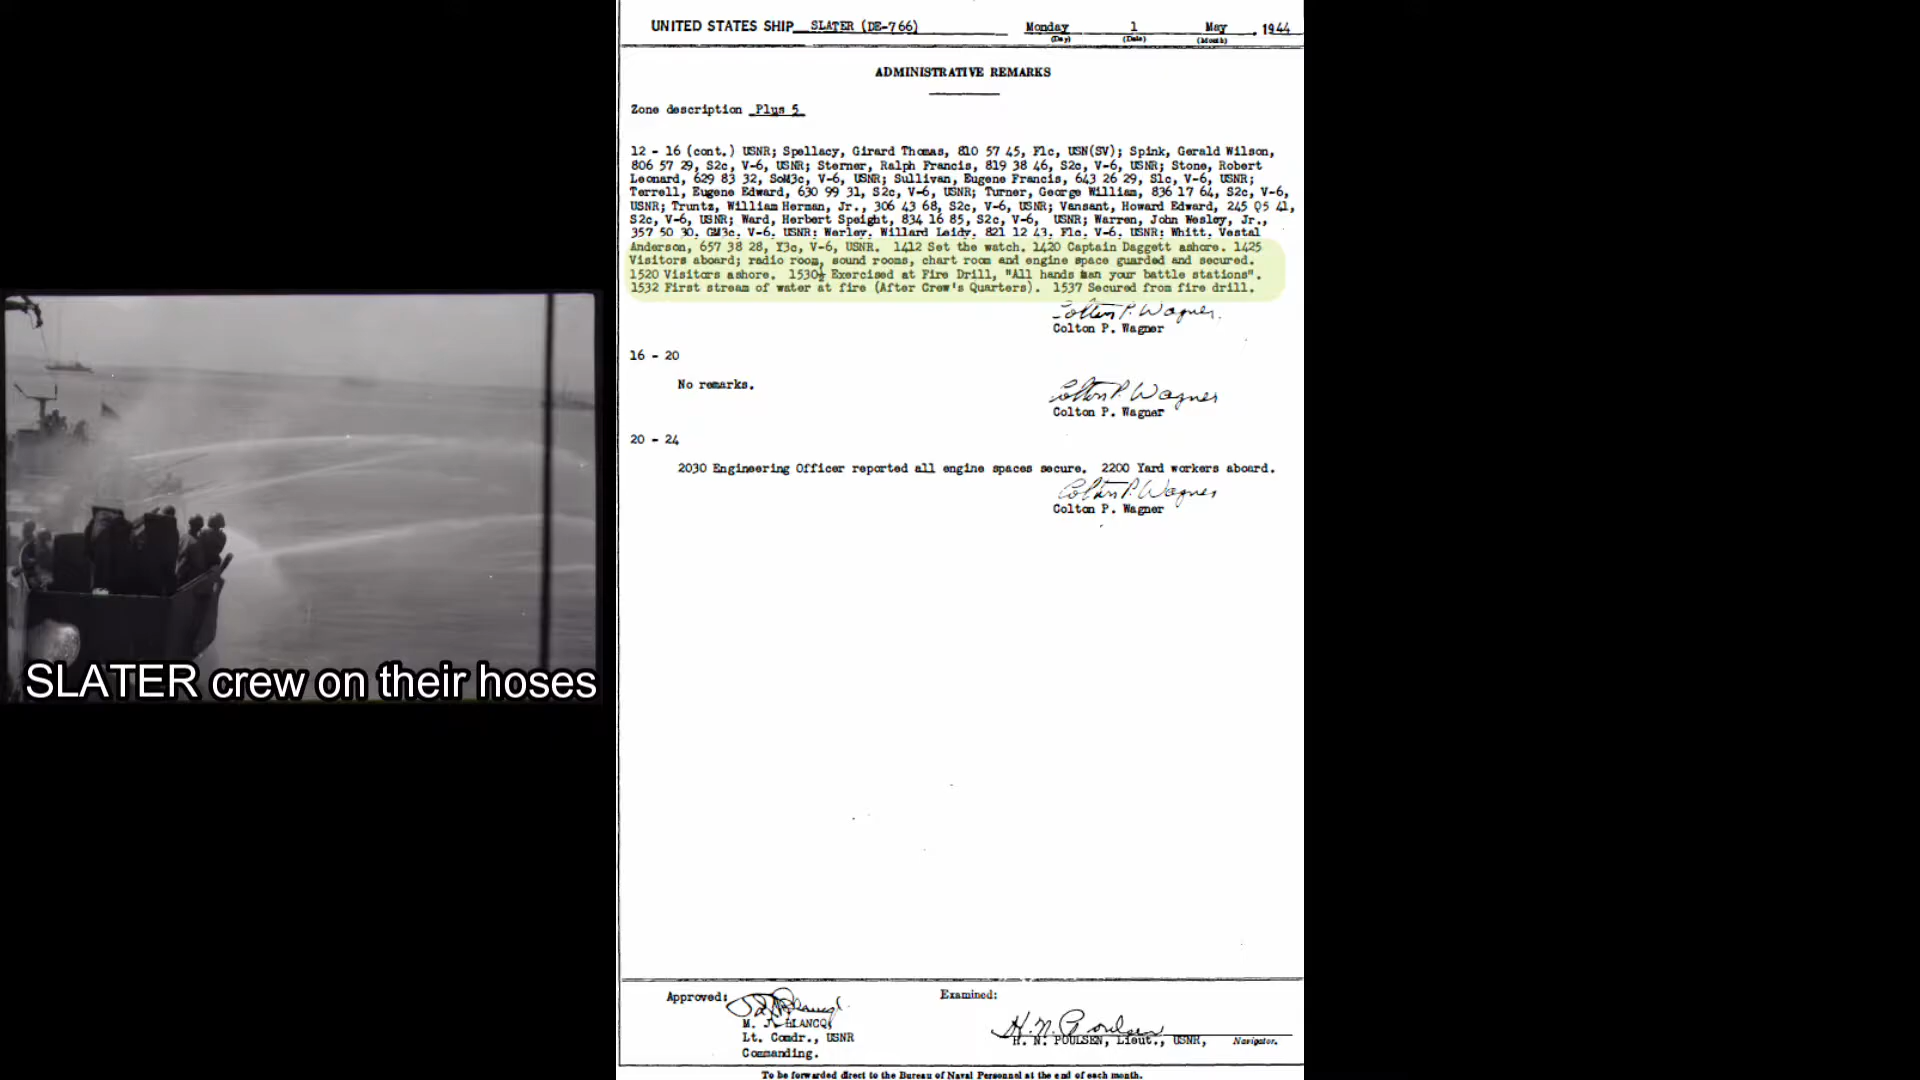 UNITED STATES SHIP SLATER (DE-766) Monday 1 May, 1944
(Day) (Date) (Month)
ADMINISTRATIVE REMARKS
Zone description Plus 5
12 - 16 (cont.) USNR; Spellacy, Girard Thomas, 810 57 45, F1c, USN(SV); Spink, Gerald Wilson,
806 57 29, S2c, V-6, USNR; Sterner, Ralph Francis, 819 38 46, S2c, V-6, USNR; Stone, Robert
Leonard, 629 83 32, SoM3c, V-6, USNR; Sullivan, Eugene Francis, 643 26 29, S1c, V-6, USNR;
Terrell, Eugene Edward, 630 99 31, S2c, V-6, USNR; Turner, George William, 836 17 64, S2c, V-6,
USNR; Truntz, William Herman, Jr., 306 43 68, S2c, V-6, USNR; Vansant, Howard Edward, 245 05 41,
S2c, V-6, USNR; Ward, Herbert Speight, 834 16 85, S2c, V-6, USNR; Warren, John Wesley, Jr.,
357 50 30, GM3c, V-6, USNR; Werley, Willard Leidy, 821 12 43, F1c, V-6, USNR; Whitt, Vestal
Anderson, 657 38 28, Y3c, V-6, USNR. 1412 Set the watch. 1420 Captain Daggett ashore. 1425
Visitors aboard; radio room, sound rooms, chart room and engine space guarded and secured.
1520 Visitors ashore. 1530 Exercised at Fire Drill, "All hands man your battle stations".
1532 First stream of water at fire (After Crew's Quarters). 1537 Secured from fire drill.
Colton P. Wagner
Colton P. Wagner
16 - 20
No remarks.
Colton P. Wagner
Colton P. Wagner
20 - 24
2030 Engineering Officer reported all engine spaces secure. 2200 Yard workers aboard.
Colton P. Wagner
Colton P. Wagner
SLATER crew on their hoses
Approved: Examined:
M. J. BLANCQ
Lt. Comdr., USNR
Commanding.
H. N. Poulsen
H. N. POULSEN, Lieut., USNR, Navigator.
To be forwarded direct to the Bureau of Naval Personnel at the end of each month.